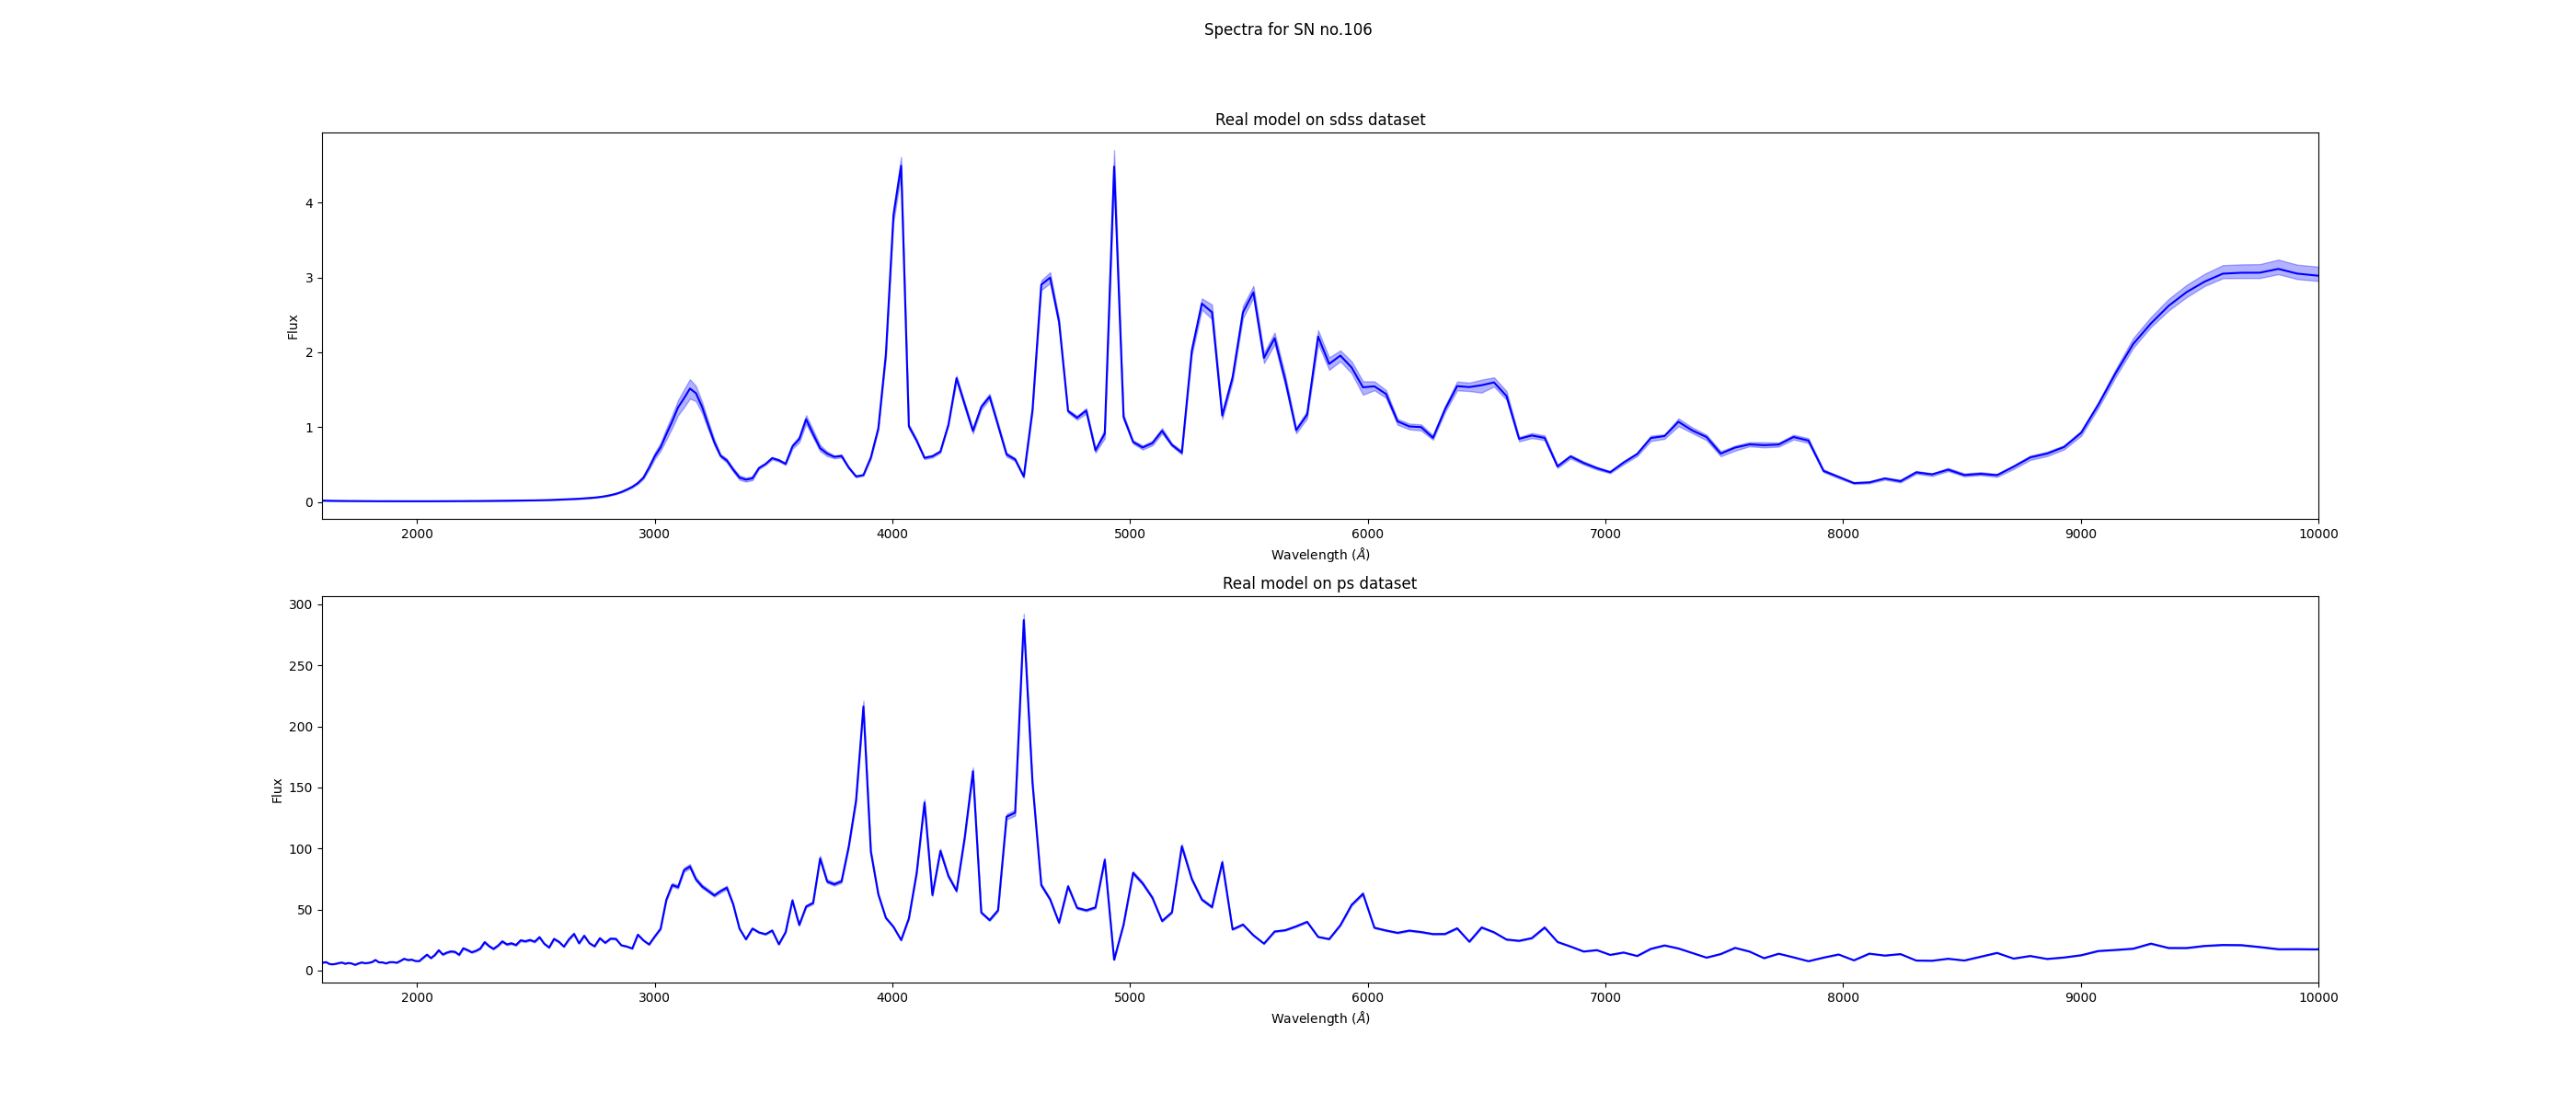 Spectra for SN no.106
Real model on sdss dataset
Flux
4
3
2
1
0
2000 3000 4000 5000 6000 7000 8000 9000 10000
Wavelength (Å)
Real model on ps dataset
Flux
300
250
200
150
100
50
0
2000 3000 4000 5000 6000 7000 8000 9000 10000
Wavelength (Å)